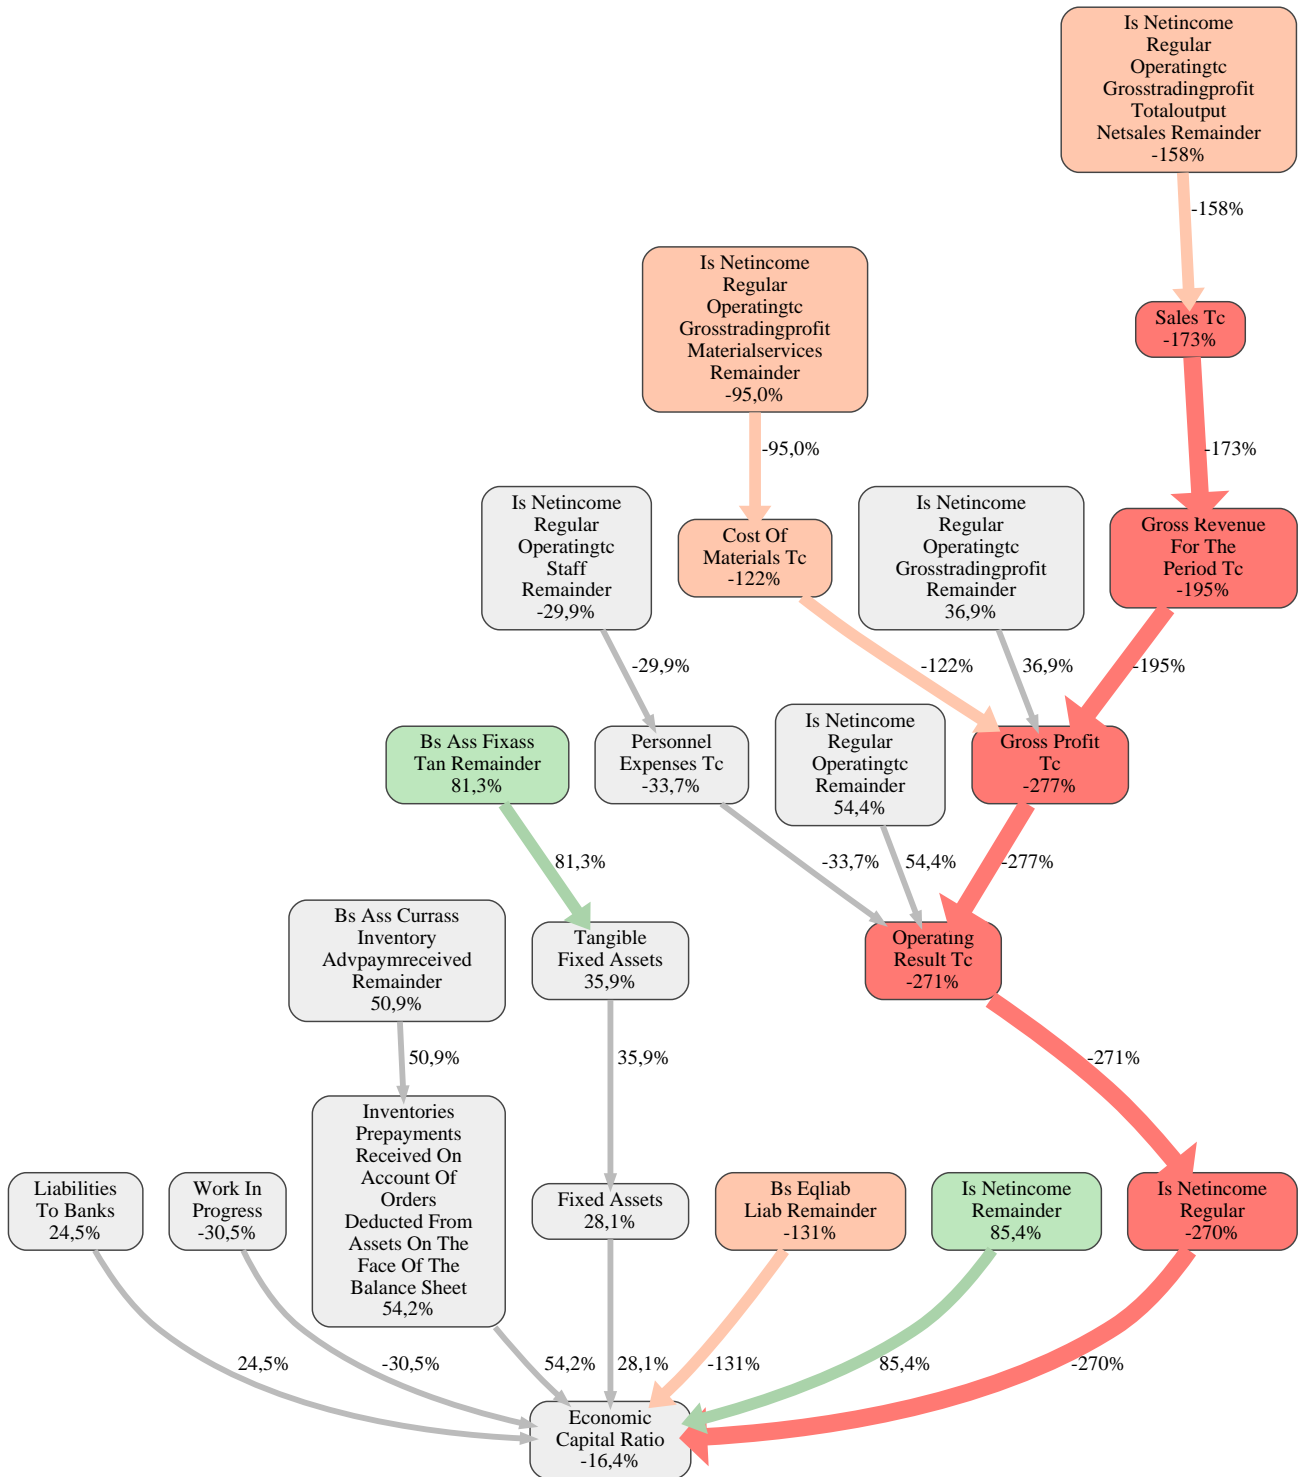 Is Netincome
Regular
Operatingtc
Grosstradingprofit
Totaloutput
Netsales Remainder
-158%
-158%
Is Netincome
Regular
Operatingtc
Grosstradingprofit
Materialservices
Remainder
-95,0%
Sales Tc
-173%
-95,0%
-173%
Is Netincome
Regular
Operatingtc
Staff
Remainder
-29,9%
Cost Of
Materials Tc
-122%
Is Netincome
Regular
Operatingtc
Grosstradingprofit
Remainder
36,9%
Gross Revenue
For The
Period Tc
-195%
-29,9%
-122%
36,9%
-195%
Bs Ass Fixass
Tan Remainder
81,3%
Personnel
Expenses Tc
-33,7%
Is Netincome
Regular
Operatingtc
Remainder
54,4%
Gross Profit
Tc
-277%
81,3%
-33,7%
54,4%
-277%
Bs Ass Currass
Inventory
Advpaymreceived
Remainder
50,9%
Tangible
Fixed Assets
35,9%
Operating
Result Tc
-271%
50,9%
35,9%
-271%
Liabilities
To Banks
24,5%
Work In
Progress
-30,5%
Inventories
Prepayments
Received On
Account Of
Orders
Deducted From
Assets On The
Face Of The
Balance Sheet
54,2%
Fixed Assets
28,1%
Bs Eqliab
Liab Remainder
-131%
Is Netincome
Remainder
85,4%
Is Netincome
Regular
-270%
24,5%
-30,5%
54,2%
28,1%
-131%
85,4%
-270%
Economic
Capital Ratio
-16,4%